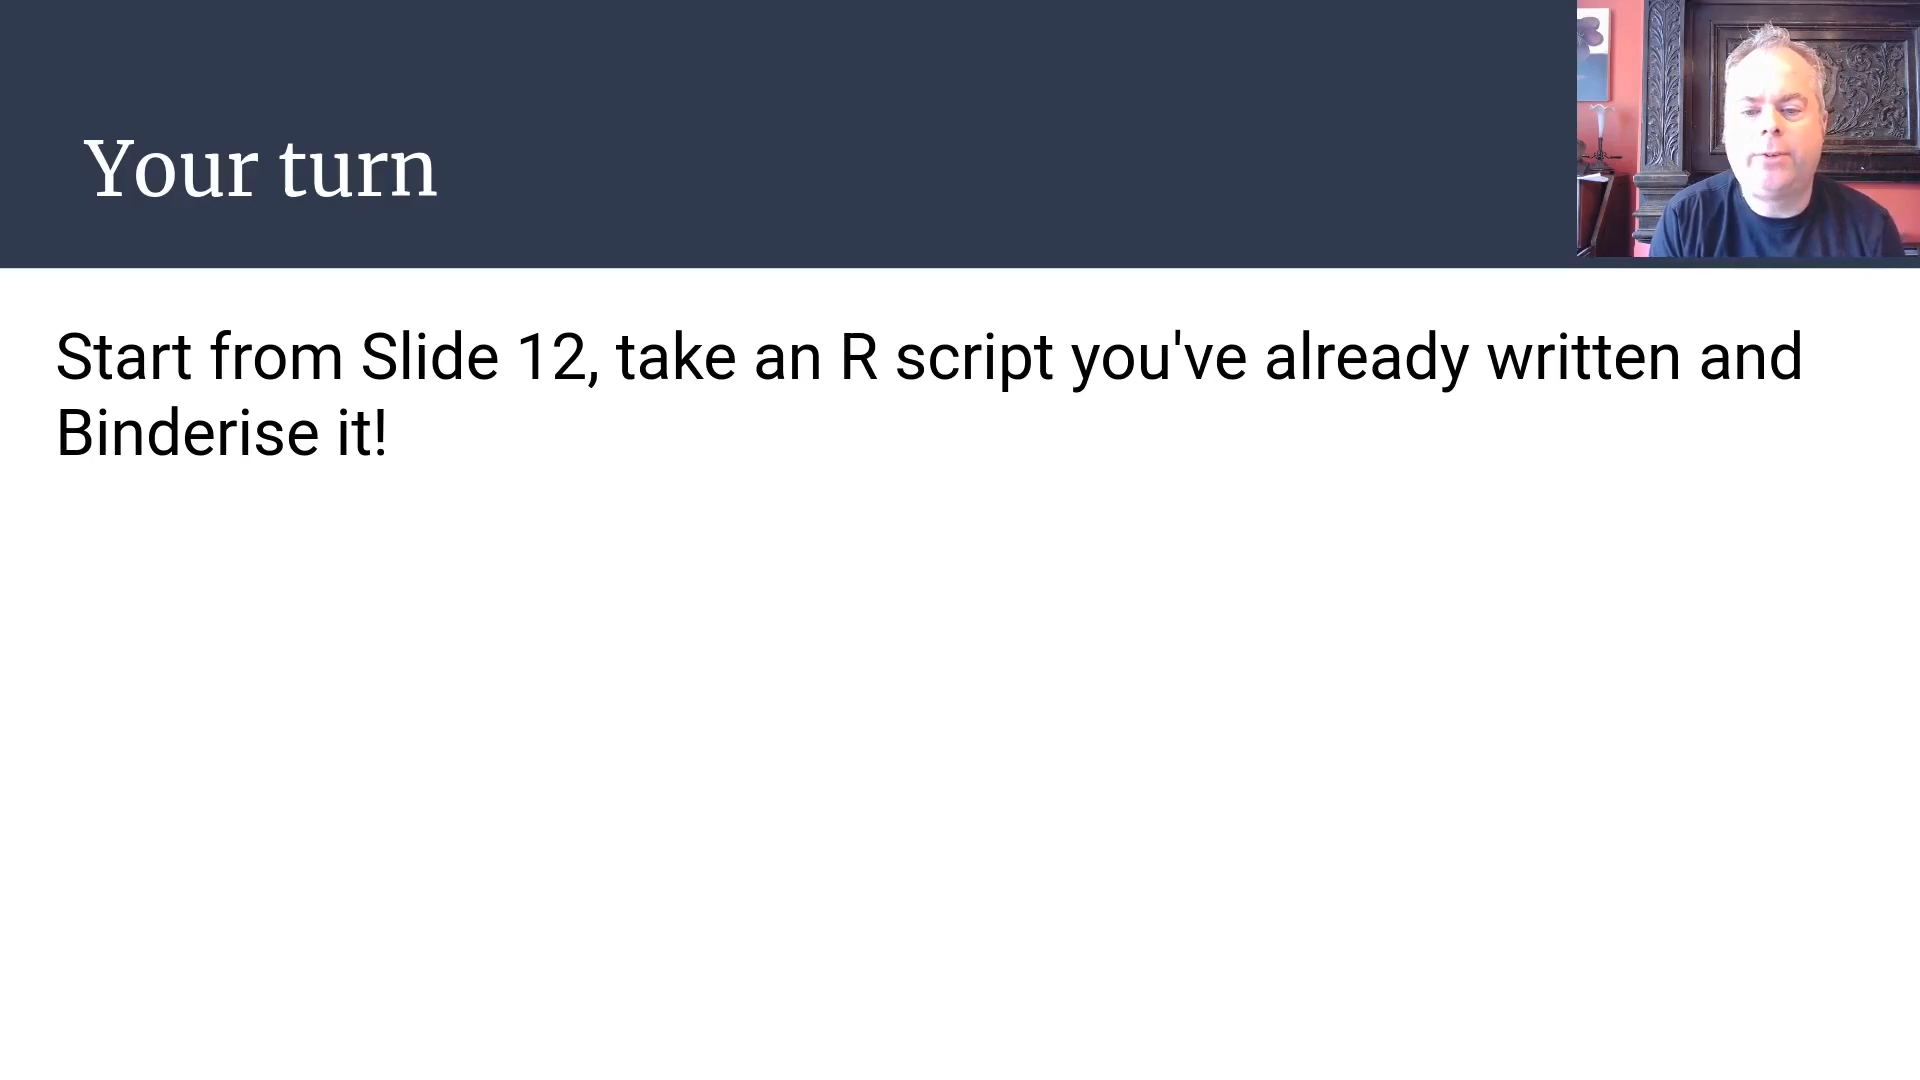 Your turn
Start from Slide 12, take an R script you've already written and
Binderise it!